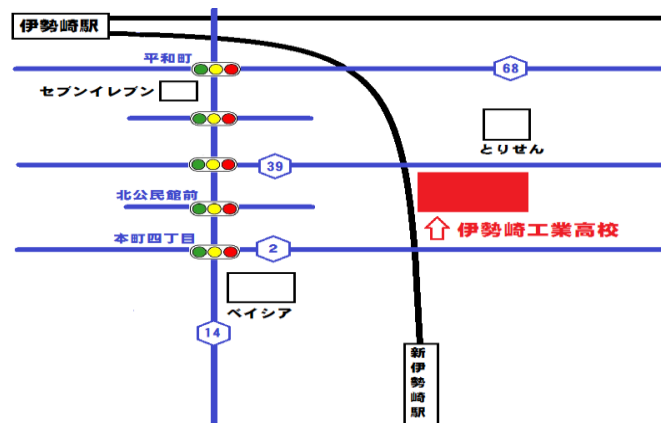 伊勢崎駅
平和町
68
セブンイレブン
とりせん
39
北公民館前
伊勢崎工業高校
本町四丁目
2
ベイシア
14
新伊勢崎駅